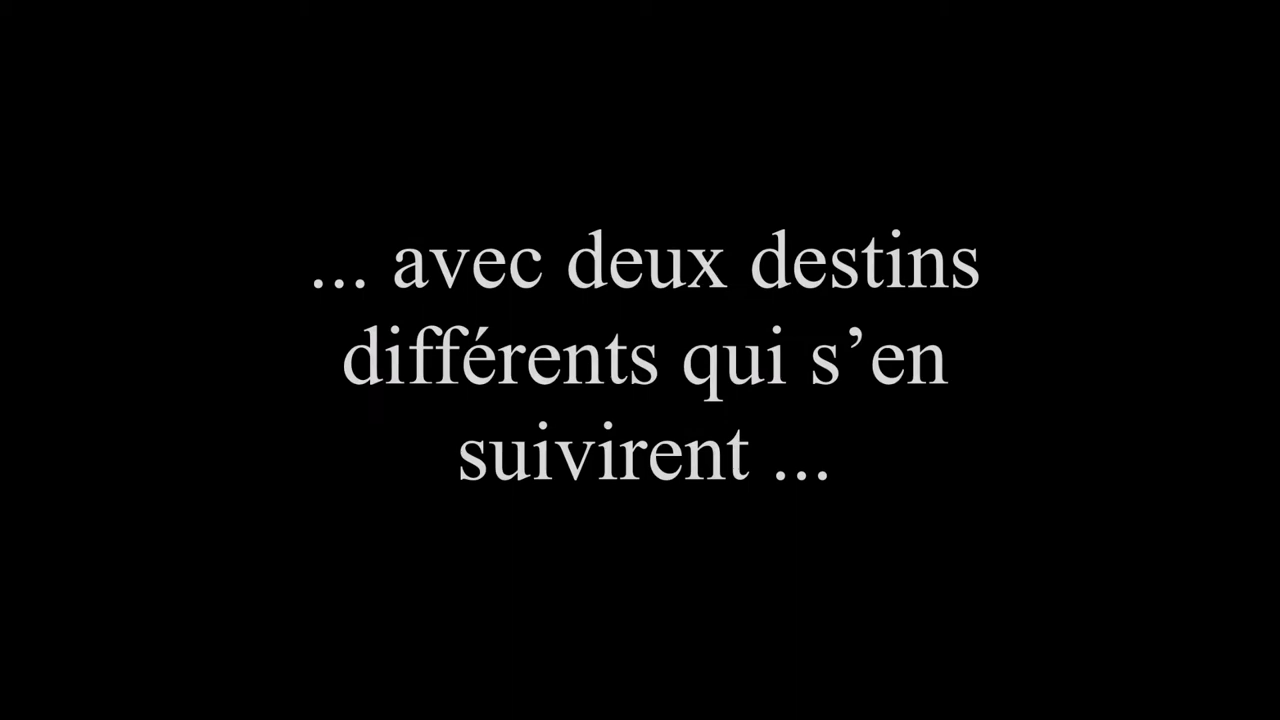 ... avec deux destins
différents qui s’en
suivirent ...